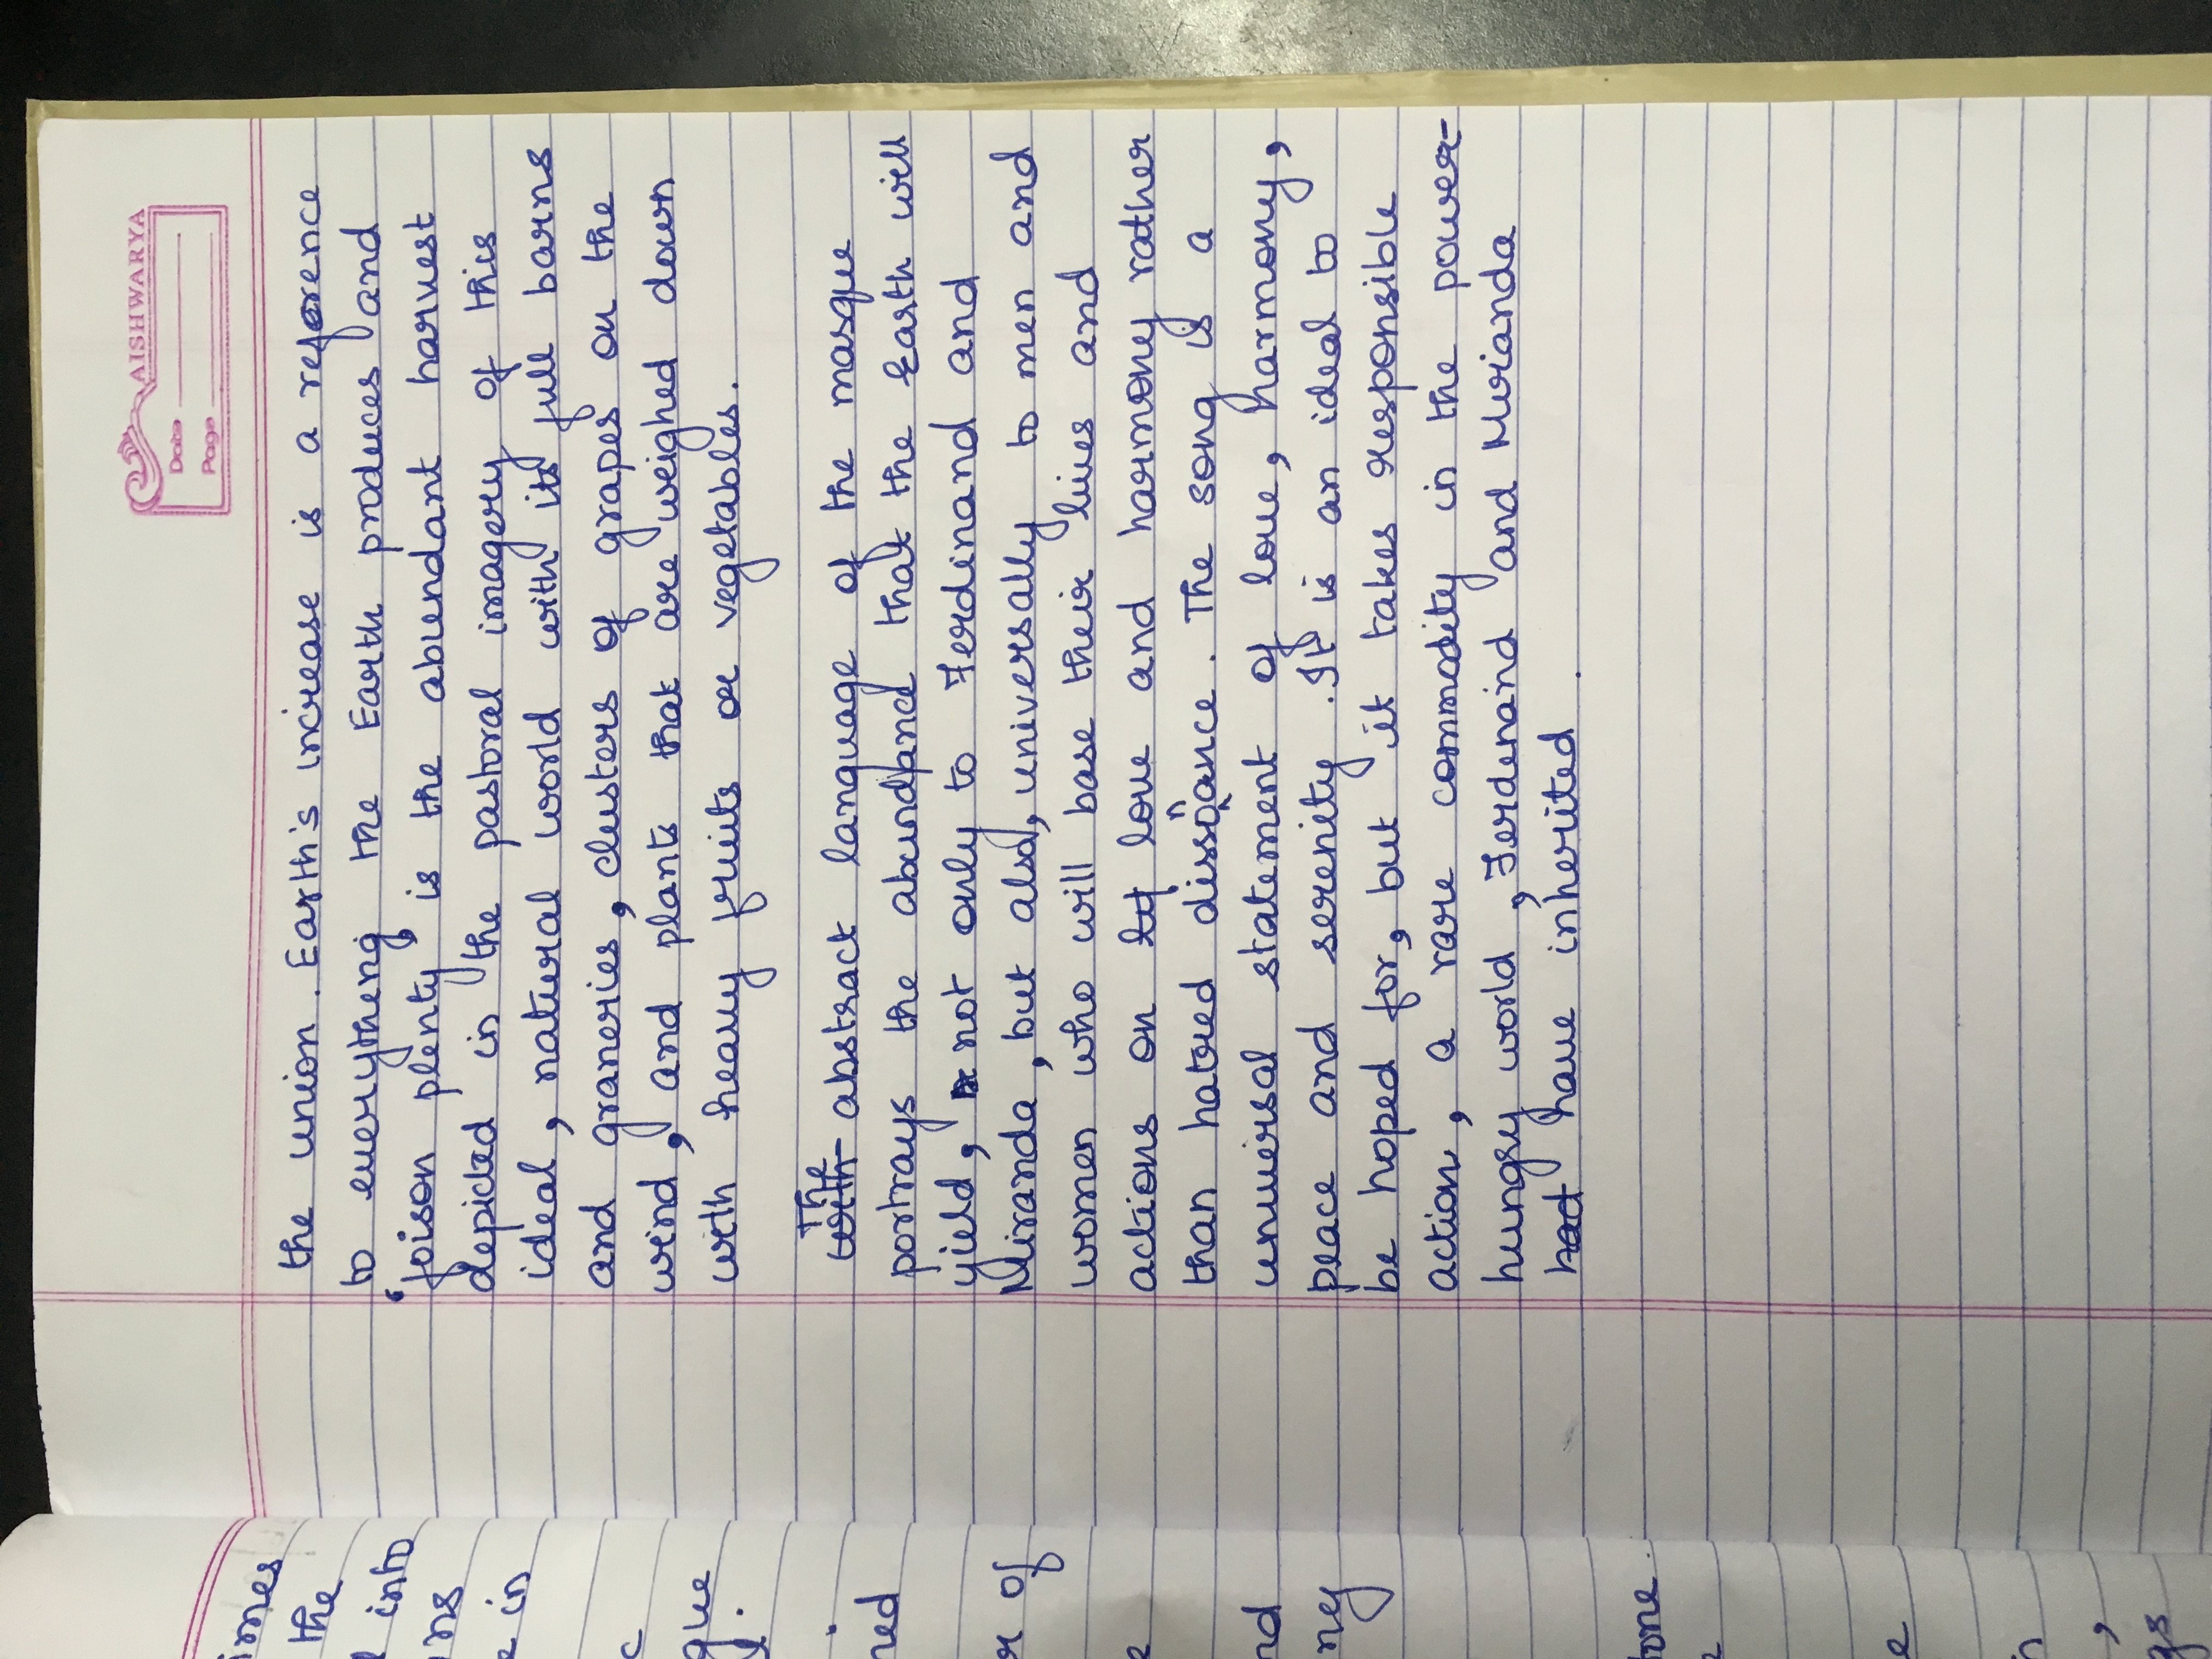 AISHWARYA
Date
Page
imes
the
into
ns
e in
c
gue
ned
r of
e
nd
ny
tone
e
n
,
gs
the union. Earth's increase is a reference
to everything the Earth produces and
'foison plenty' is the abundant harvest
depicted in the pastoral imagery of this
ideal, natural world with its full barns
and graneries, clusters of grapes on the
wind, and plants that are weighed down
with heavy fruits or vegetables.
The
with abstract language of the masque
portrays the abundance that the Earth will
yield, not only to Ferdinand and
Miranda, but also, universally to men and
women who will base their lives and
actions on love and harmony rather
than hatred dissonance. The song is a
universal statement of love, harmony,
peace and serenity. It is an ideal to
be hoped for, but it takes responsible
action, a rare commodity in the power-
hungry world, Ferdinand and Miranda
had have inherited.